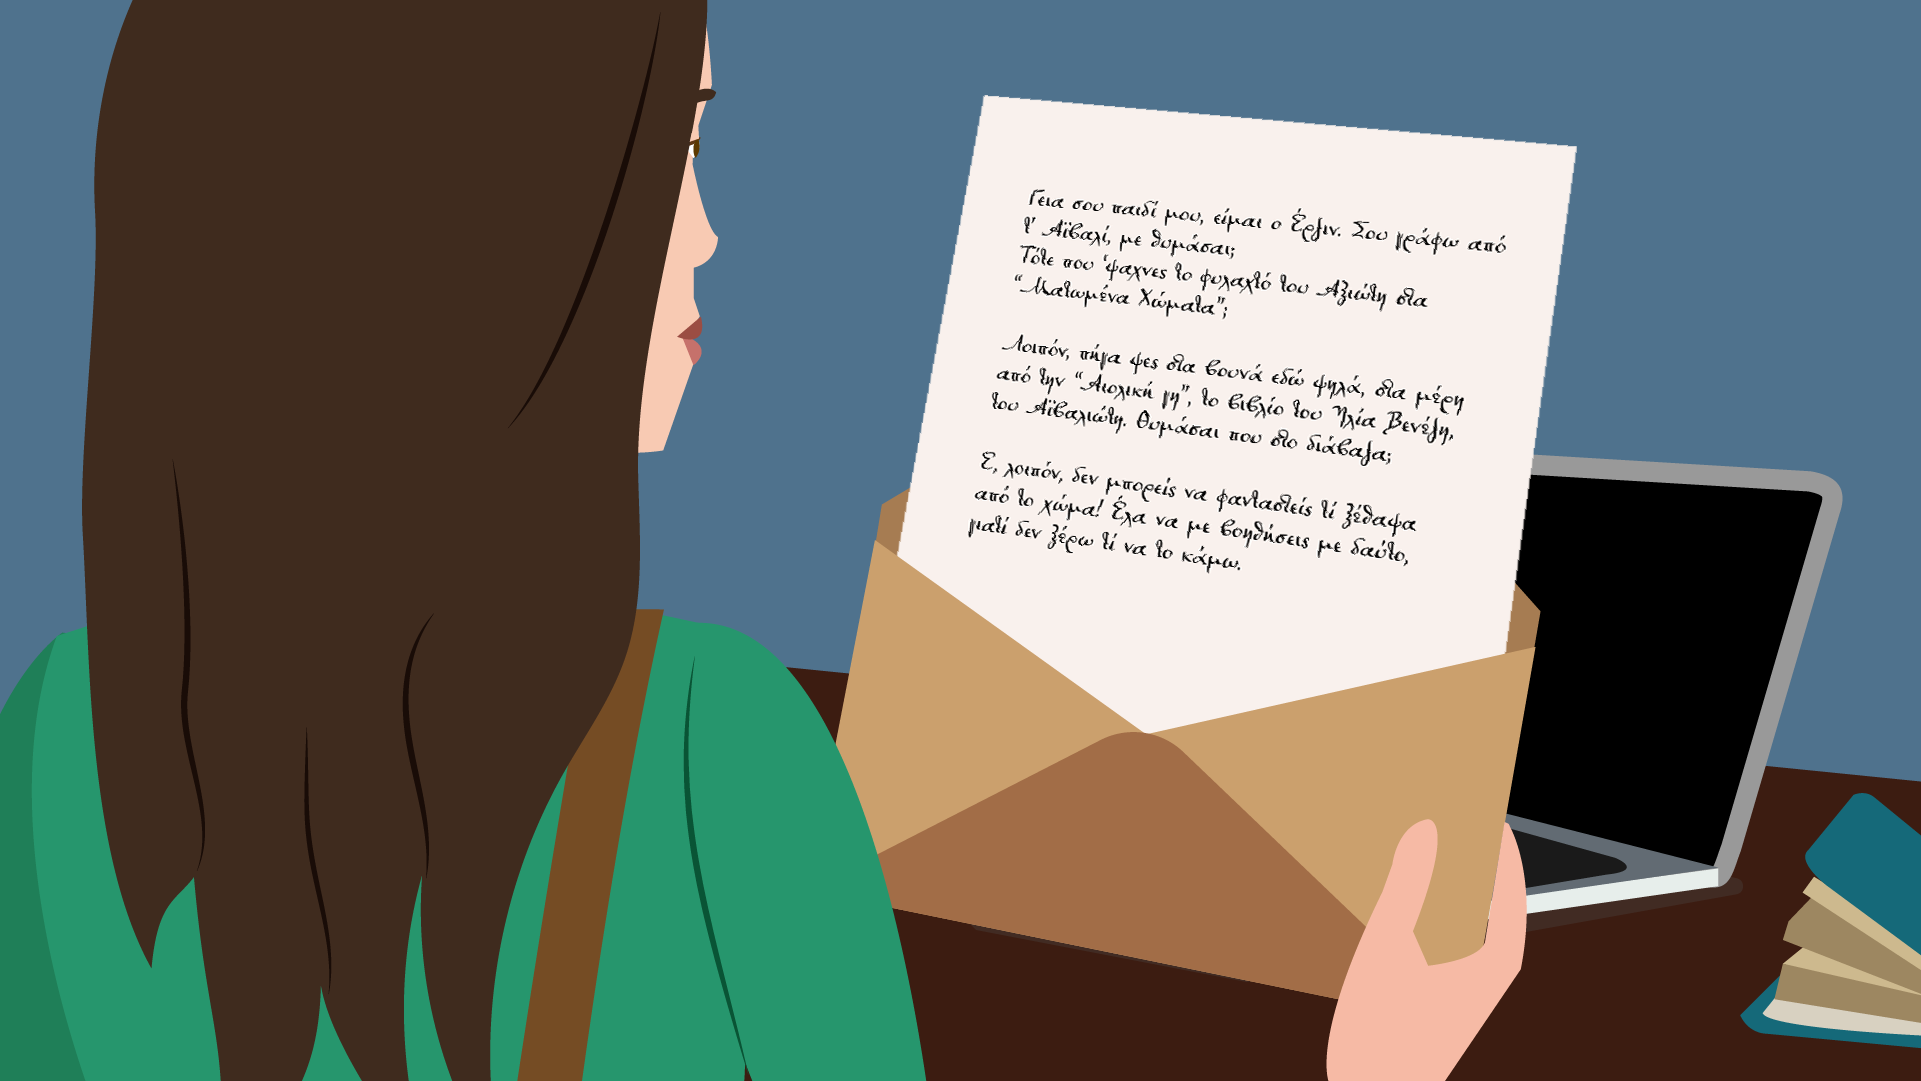 Γεια σου παιδί μου, είμαι ο Έρζιν. Σου γράφω από
τ' Αϊβαλί, με θυμάσαι;
Τότε που 'ψαχνες το φυλαχτό του Αξιώτη στα
“Ματωμένα Χώματα”;
Λοιπόν, πήγα ψες στα βουνά εδώ ψηλά, στα μέρη
από την “Αιολική γη”, το βιβλίο του Ηλία Βενέζη,
του Αϊβαλιώτη. Θυμάσαι που στο διάβαζα;
Ε, λοιπόν, δεν μπορείς να φανταστείς τί ξέθαψα
από το χώμα! Έλα να με βοηθήσεις με δαύτο,
γιατί δεν ξέρω τί να το κάμω.